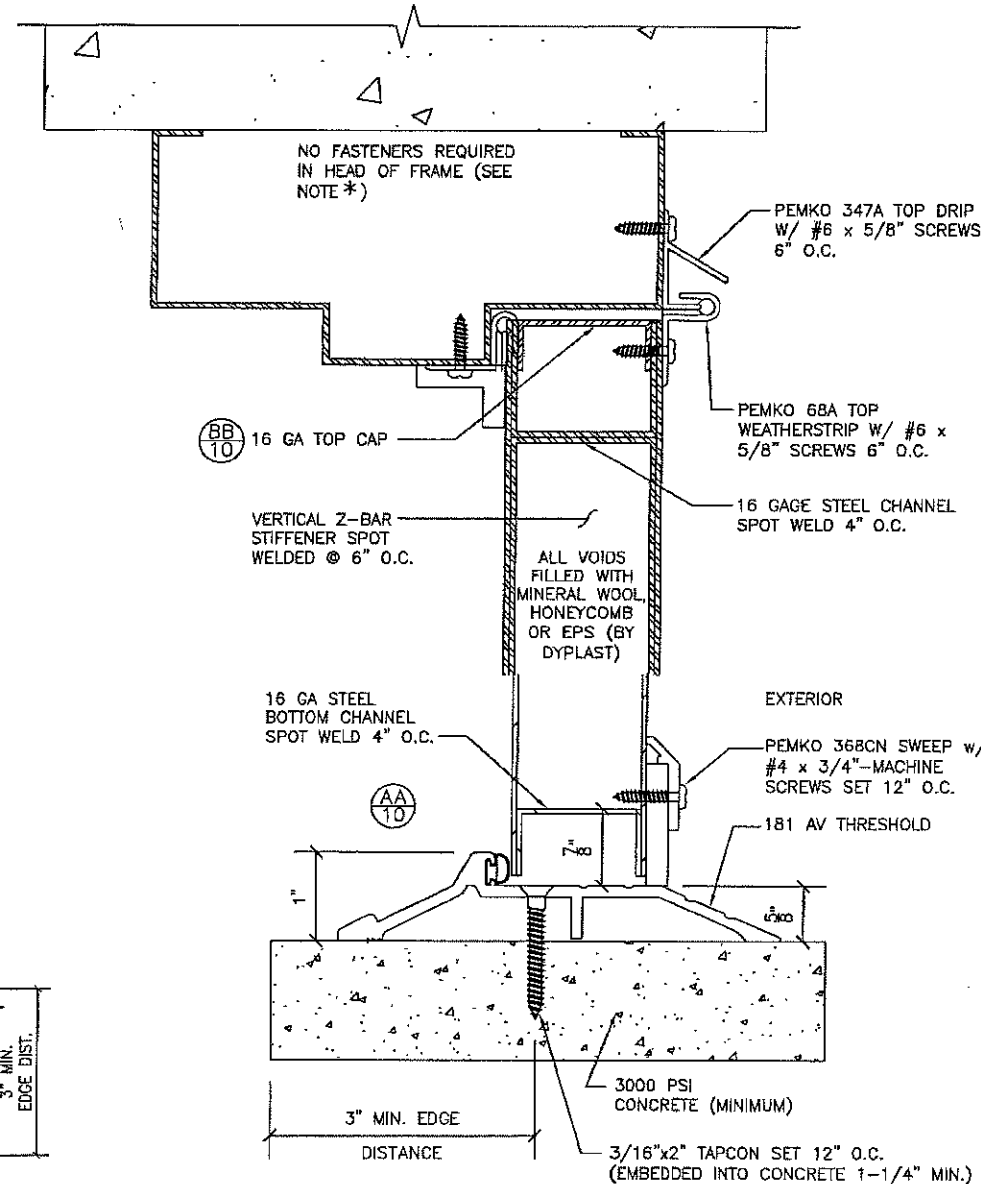 NO FASTENERS REQUIRED
IN HEAD OF FRAME (SEE
NOTE *)
PEMKO 347A TOP DRIP
W/ #6 x 5/8" SCREWS
6" O.C.
PEMKO 68A TOP
WEATHERSTRIP W/ #6 x
5/8" SCREWS 6" O.C.
BB
10
16 GA TOP CAP
16 GAGE STEEL CHANNEL
SPOT WELD 4" O.C.
VERTICAL Z-BAR
STIFFENER SPOT
WELDED @ 6" O.C.
ALL VOIDS
FILLED WITH
MINERAL WOOL,
HONEYCOMB
OR EPS (BY
DYPLAST)
16 GA STEEL
BOTTOM CHANNEL
SPOT WELD 4" O.C.
EXTERIOR
PEMKO 368CN SWEEP W/
#4 x 3/4"-MACHINE
SCREWS SET 12" O.C.
AA
10
181 AV THRESHOLD
7/8"
1"
5/8"
3" MIN.
EDGE DIST.
3000 PSI
CONCRETE (MINIMUM)
3" MIN. EDGE
DISTANCE
3/16"x2" TAPCON SET 12" O.C.
(EMBEDDED INTO CONCRETE 1-1/4" MIN.)